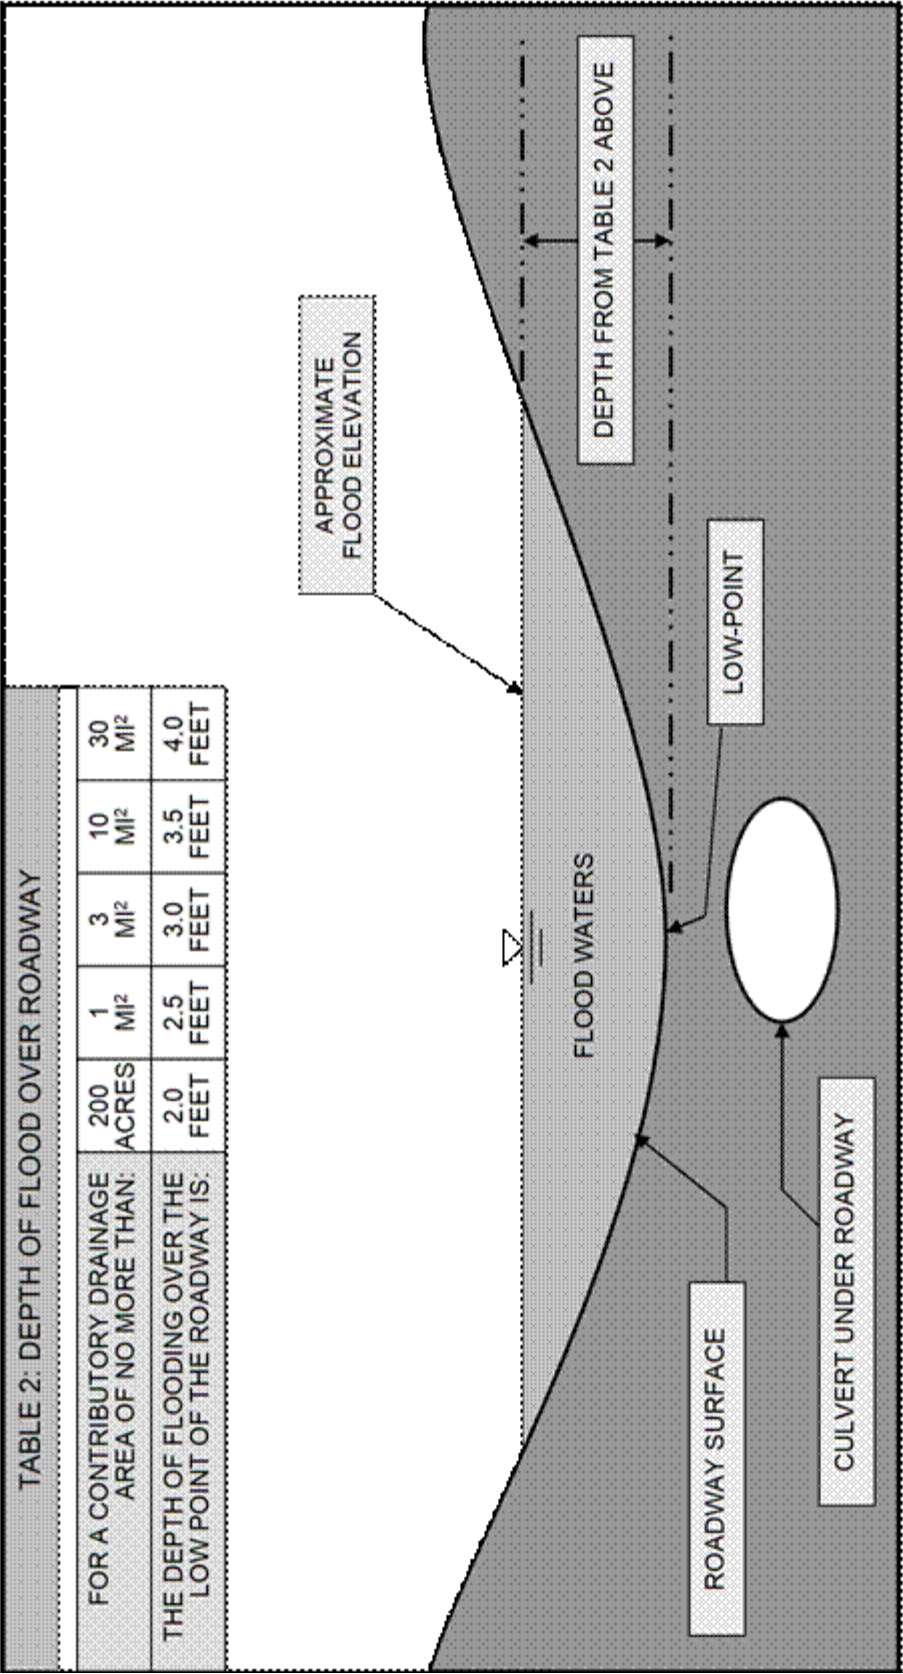 TABLE 2: DEPTH OF FLOOD OVER ROADWAY
FOR A CONTRIBUTORY DRAINAGE
AREA OF NO MORE THAN:
200
ACRES
1
MI²
3
MI²
10
MI²
30
MI²
THE DEPTH OF FLOODING OVER THE
LOW POINT OF THE ROADWAY IS:
2.0
FEET
2.5
FEET
3.0
FEET
3.5
FEET
4.0
FEET
APPROXIMATE
FLOOD ELEVATION
FLOOD WATERS
DEPTH FROM TABLE 2 ABOVE
LOW-POINT
ROADWAY SURFACE
CULVERT UNDER ROADWAY